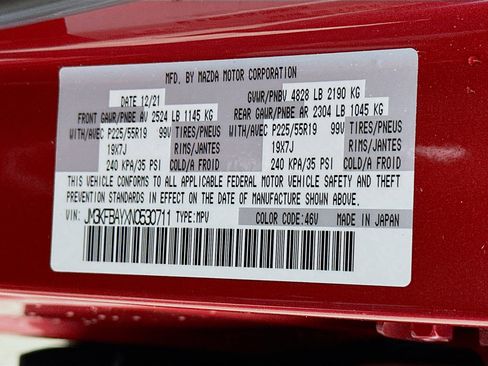 MFD. BY MAZDA MOTOR CORPORATION
DATE 12/21 GVWR/PNBV 4828 LB 2190 KG
FRONT GAWR/PNBE AV 2524 LB 1145 KG REAR GAWR/PNBE AR 2304 LB 1045 KG
WITH/AVEC P225/55R19 99V TIRES/PNEUS WITH/AVEC P225/55R19 99V TIRES/PNEUS
19X7J RIMS/JANTES 19X7J RIMS/JANTES
240 KPA/35 PSI COLD/A FROID 240 KPA/35 PSI COLD/A FROID
THIS VEHICLE CONFORMS TO ALL APPLICABLE FEDERAL MOTOR VEHICLE SAFETY AND THEFT
PREVENTION STANDARDS IN EFFECT ON THE DATE OF MANUFACTURE SHOWN ABOVE.
VIN: JM3KFBAYXN0530711 TYPE:MPV COLOR CODE:46V MADE IN JAPAN